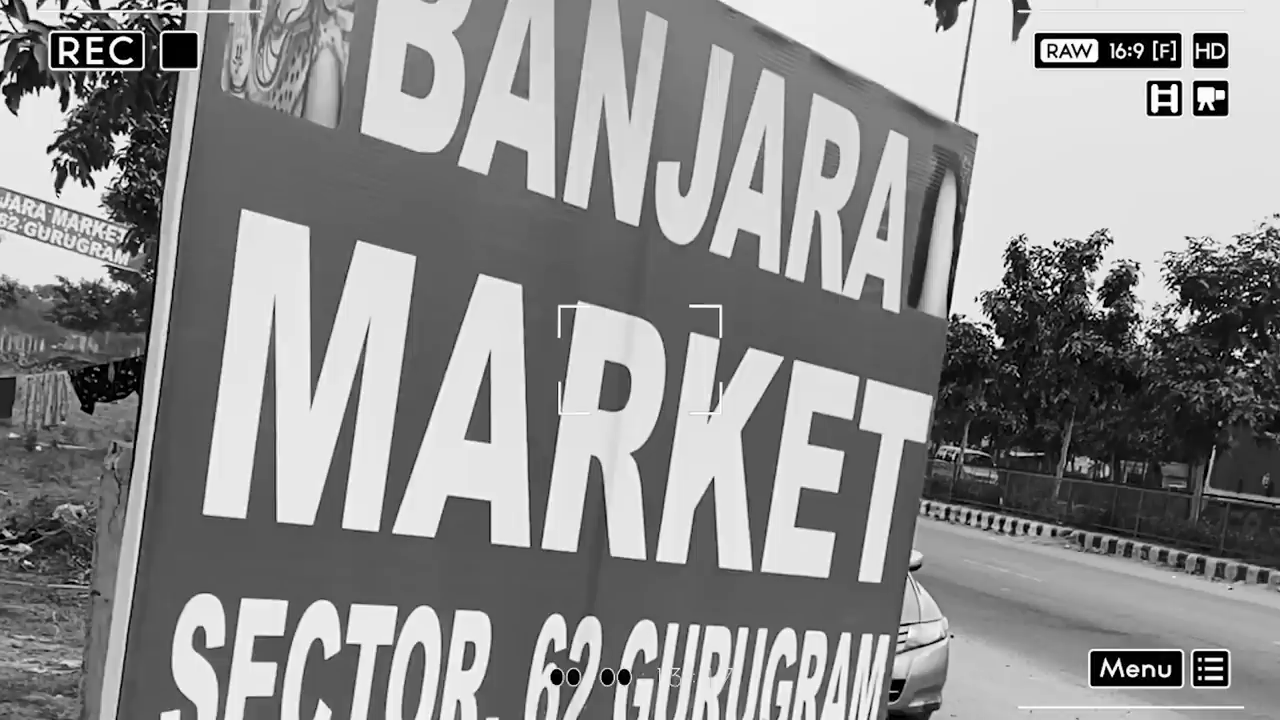 REC
RAW 16:9 [F] HD
BANJARA
MARKET
SECTOR, 62 GURUGRAM
JARA MARKET
62 GURUGRAM
Menu